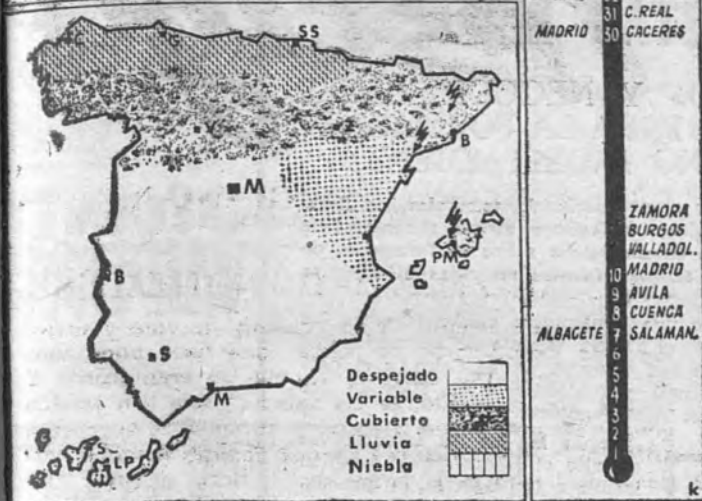 C
G
SS
V
Z
B
M
PM
B
S
M
S
LP
Despejado
Variable
Cubierto
Lluvia
Niebla
31 C.REAL
MADRID 30 CACERES
ZAMORA
BURGOS
VALLADOL.
10 MADRID
9 AVILA
8 CUENCA
ALBACETE 7 SALAMAN.
6
5
4
3
2
1
k